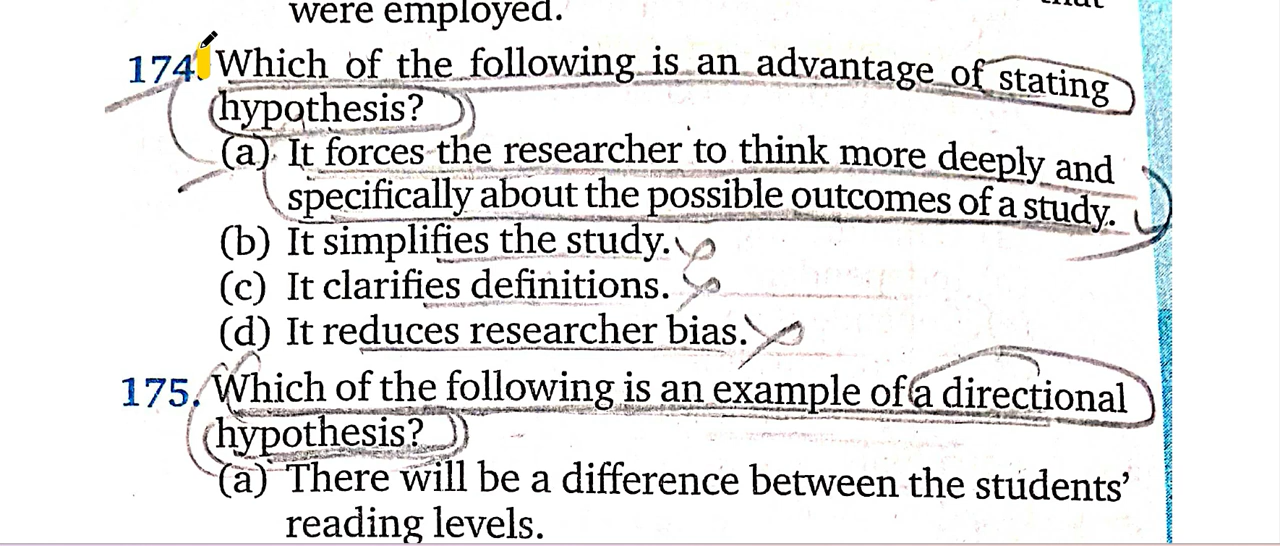 were employed.
174. Which of the following is an advantage of stating
hypothesis?
(a) It forces the researcher to think more deeply and
specifically about the possible outcomes of a study.
(b) It simplifies the study.
(c) It clarifies definitions.
(d) It reduces researcher bias.
175. Which of the following is an example of a directional
hypothesis?
(a) There will be a difference between the students'
reading levels.